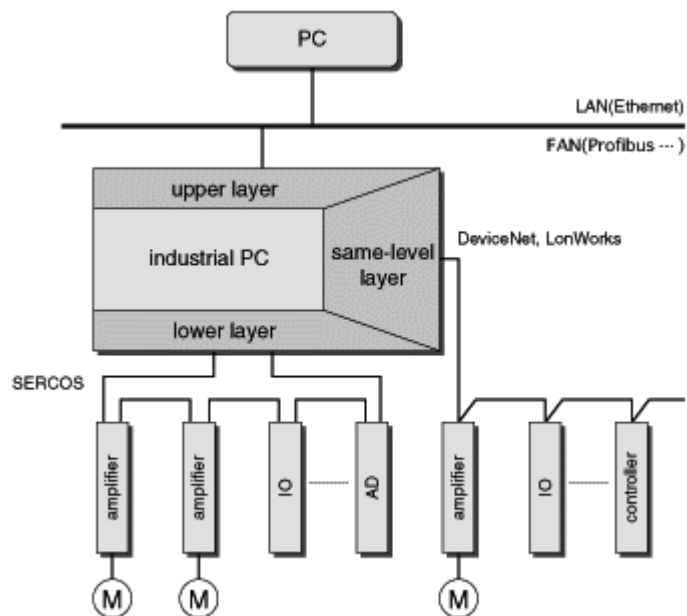 PC
LAN(Ethernet)
FAN(Profibus ··· )
upper layer
industrial PC
same-level
layer
DeviceNet, LonWorks
lower layer
SERCOS
amplifier
amplifier
IO
AD
amplifier
IO
controller
M
M
M